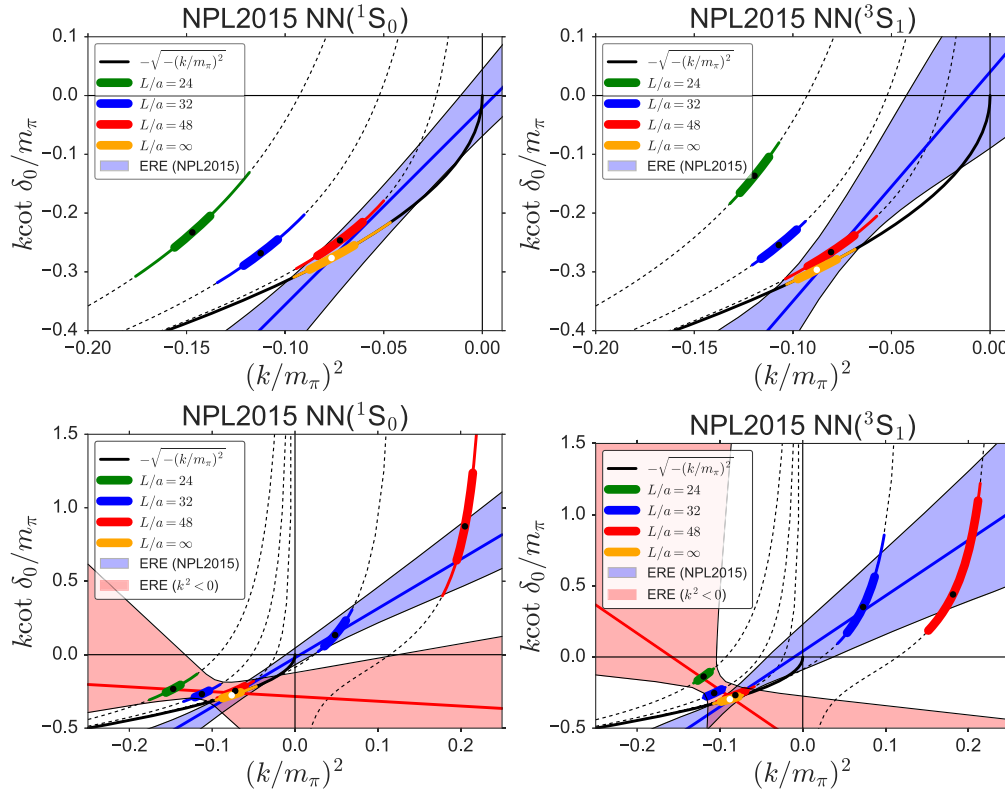 NPL2015 NN(¹S₀)
0.1
0.0
−0.1
−0.2
−0.3
−0.4
kcot δ₀/m_π
−√−(k/m_π)²
L/a = 24
L/a = 32
L/a = 48
L/a = ∞
ERE (NPL2015)
−0.20 −0.15 −0.10 −0.05 0.00
(k/m_π)²
NPL2015 NN(³S₁)
0.1
0.0
−0.1
−0.2
−0.3
−0.4
kcot δ₀/m_π
−√−(k/m_π)²
L/a = 24
L/a = 32
L/a = 48
L/a = ∞
ERE (NPL2015)
−0.20 −0.15 −0.10 −0.05 0.00
(k/m_π)²
NPL2015 NN(¹S₀)
1.5
1.0
0.5
0.0
−0.5
kcot δ₀/m_π
−√−(k/m_π)²
L/a = 24
L/a = 32
L/a = 48
L/a = ∞
ERE (NPL2015)
ERE (k² < 0)
−0.2 −0.1 0.0 0.1 0.2
(k/m_π)²
NPL2015 NN(³S₁)
1.5
1.0
0.5
0.0
−0.5
kcot δ₀/m_π
−√−(k/m_π)²
L/a = 24
L/a = 32
L/a = 48
L/a = ∞
ERE (NPL2015)
ERE (k² < 0)
−0.2 −0.1 0.0 0.1 0.2
(k/m_π)²